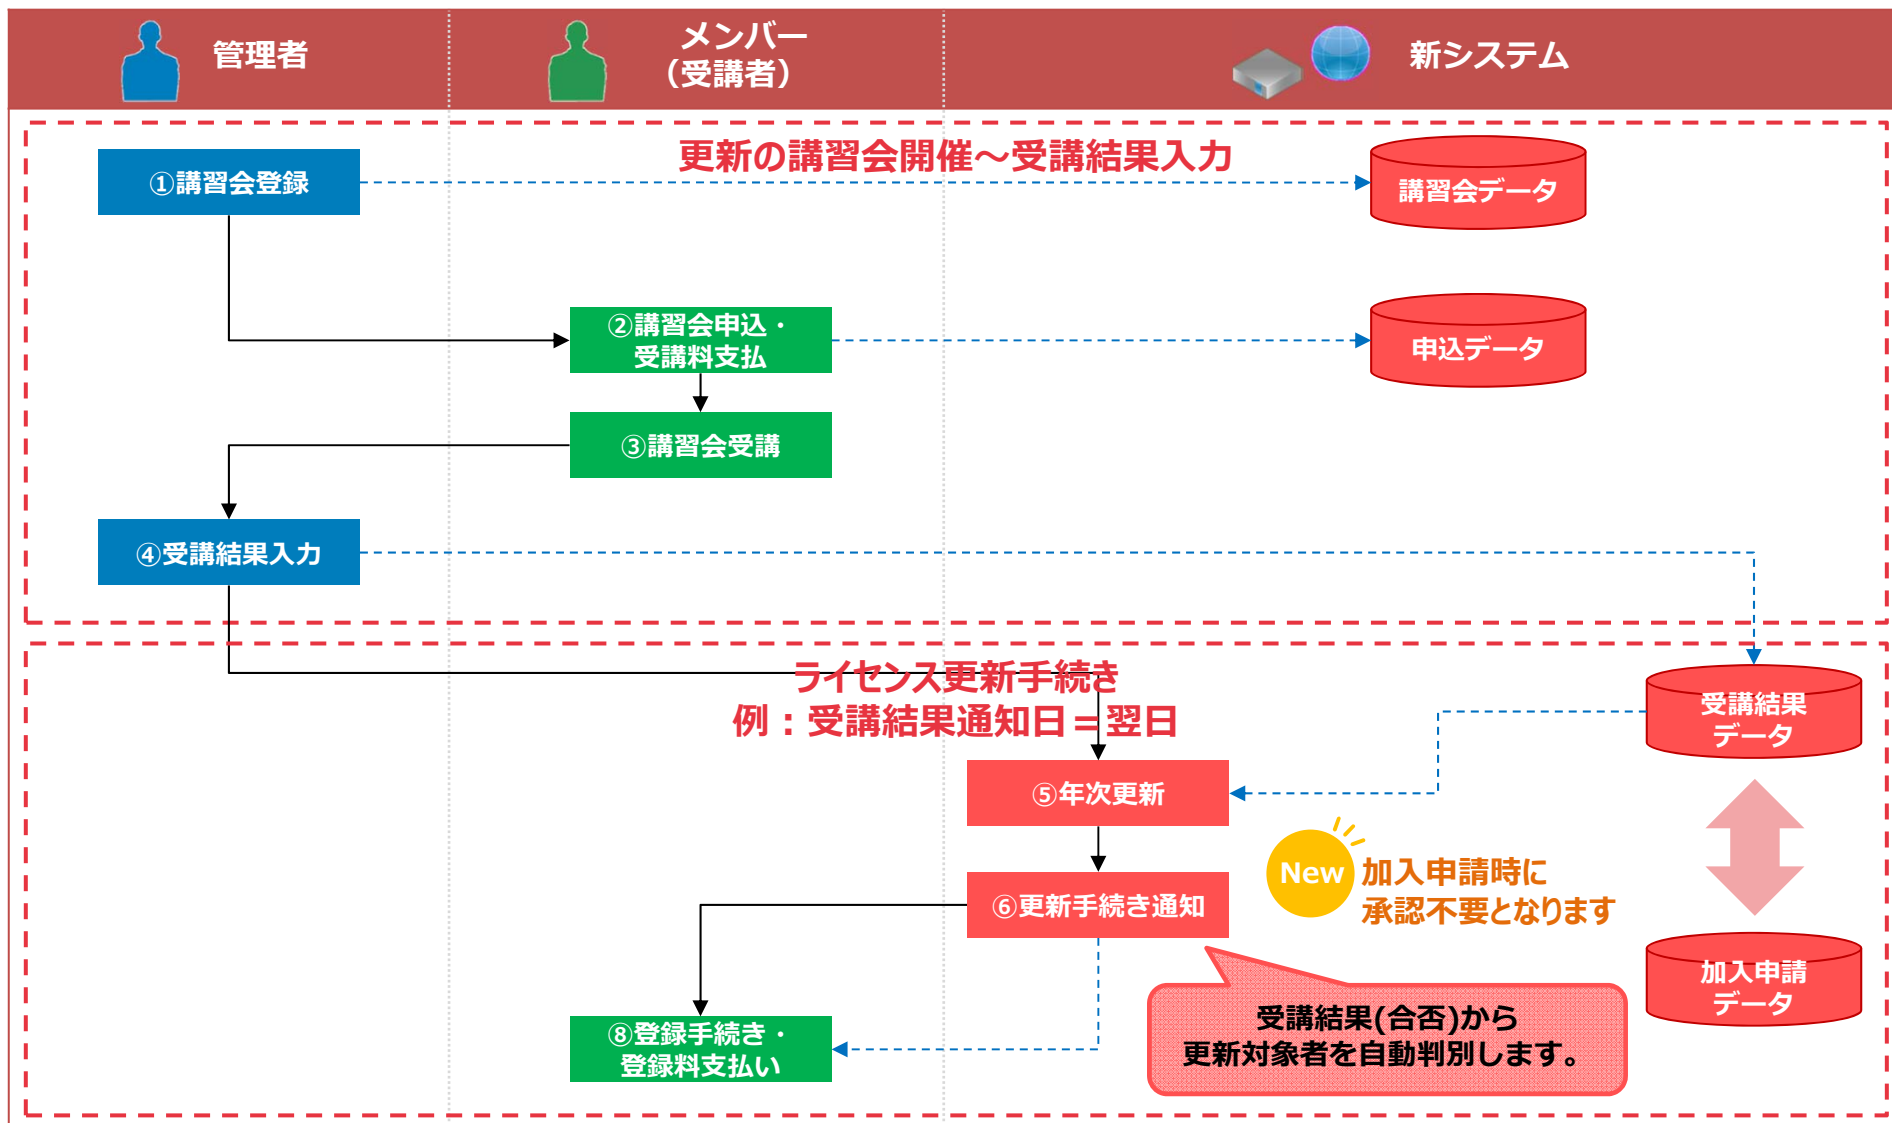 管理者
メンバー
（受講者）
新システム
更新の講習会開催～受講結果入力
①講習会登録
講習会データ
②講習会申込・
受講料支払
申込データ
③講習会受講
④受講結果入力
ライセンス更新手続き
例：受講結果通知日＝翌日
受講結果
データ
⑤年次更新
New
加入申請時に
承認不要となります
⑥更新手続き通知
加入申請
データ
受講結果(合否)から
更新対象者を自動判別します。
⑧登録手続き・
登録料支払い